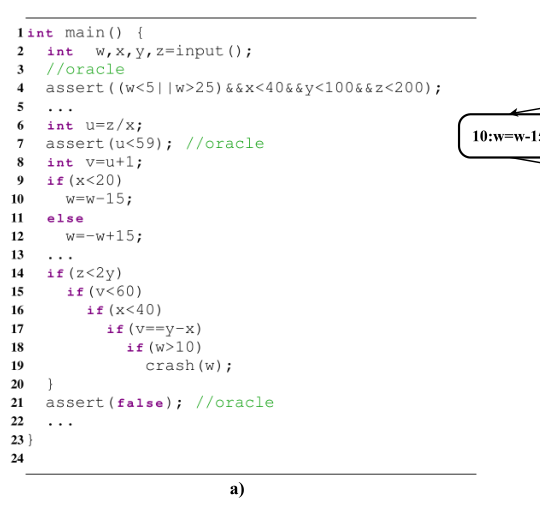 1 int main() {
2 int w,x,y,z=input();
3 //oracle
4 assert((w<5||w>25)&&x<40&&y<100&&z<200);
5 ...
6 int u=z/x;
7 assert(u<59); //oracle
8 int v=u+1;
9 if(x<20)
10 w=w-15;
11 else
12 w=-w+15;
13 ...
14 if(z<2y)
15 if(v<60)
16 if(x<40)
17 if(v==y-x)
18 if(w>10)
19 crash(w);
20 }
21 assert(false); //oracle
22 ...
23 }
24
10:w=w-1
a)